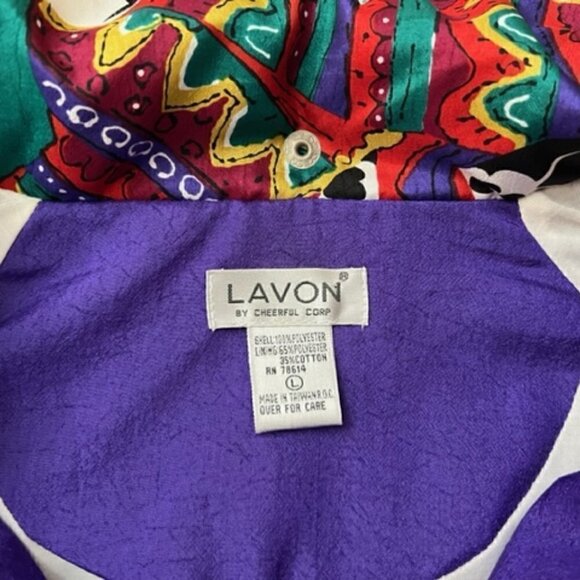 LAVON®
BY CHEERFUL CORP
SHELL:100%POLYESTER
LINING:65%POLYESTER
35%COTTON
RN 78614
L
MADE IN TAIWAN R.O.C.
OVER FOR CARE